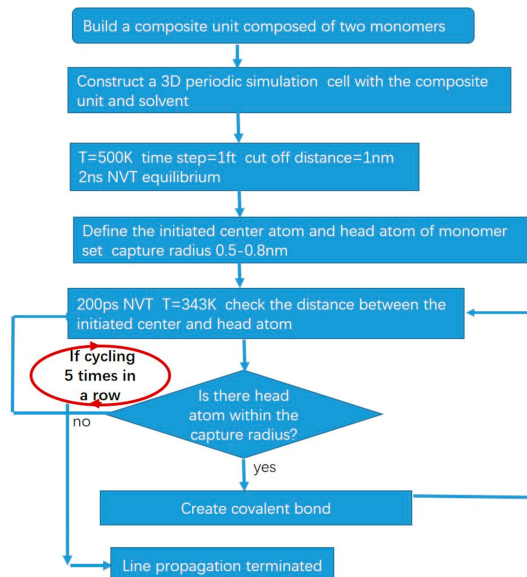 Build a composite unit composed of two monomers
Construct a 3D periodic simulation cell with the composite
unit and solvent
T=500K time step=1ft cut off distance=1nm
2ns NVT equilibrium
Define the initiated center atom and head atom of monomer
set capture radius 0.5-0.8nm
200ps NVT T=343K check the distance between the
initiated center and head atom
If cycling
5 times in
a row
Is there head
atom within the
capture radius?
no
yes
Create covalent bond
Line propagation terminated